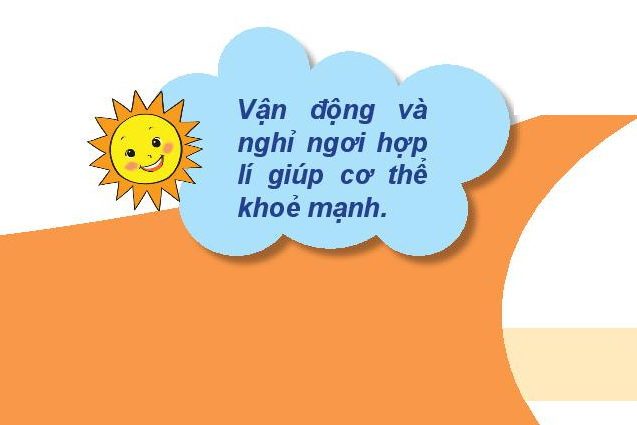 Vận động và
nghỉ ngơi hợp
lí giúp cơ thể
khoẻ mạnh.